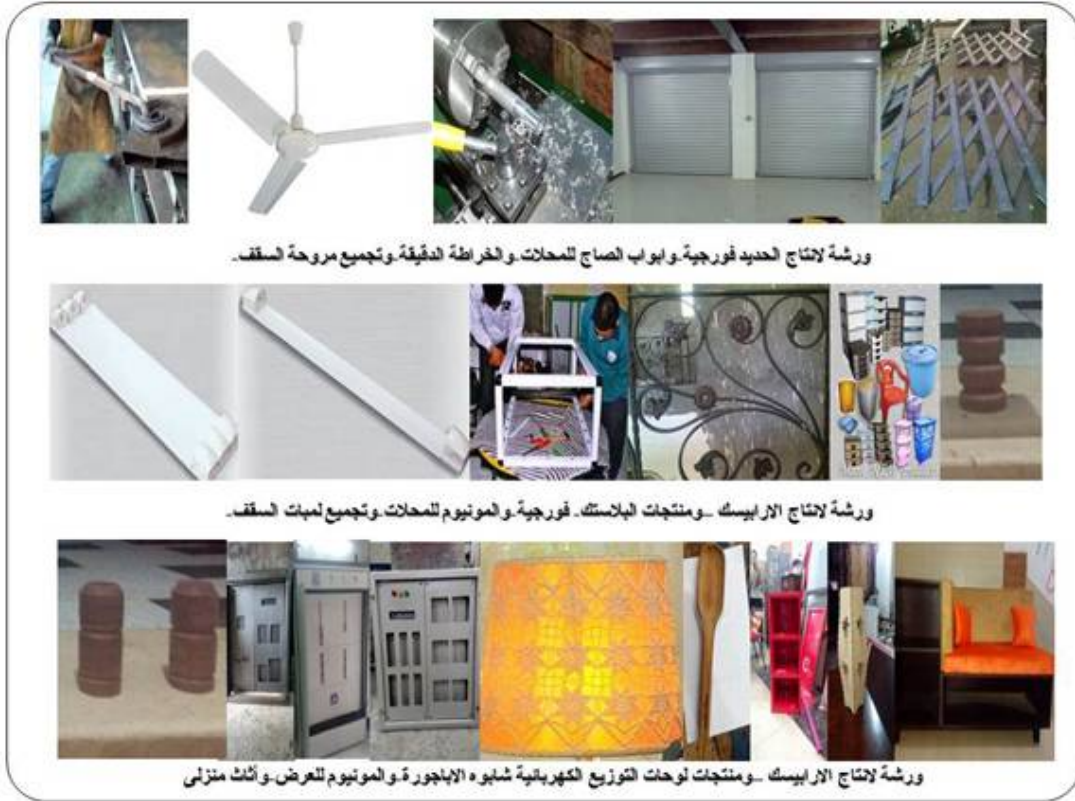 ورشة لانتاج الحديد فورجية۔وابواب الصاج للمحلات۔والخراطة الدقيقة۔وتجميع مروحة السقف۔
ورشة لانتاج الارابيسك ۔ومنتجات البلاستك۔ فورجية۔والمونيوم للمحلات۔وتجميع لمبات السقف۔
ورشة لانتاج الارابيسك ۔ومنتجات لوحات التوزيع الكهربائية شابوه الاباجورة۔والمونيوم للعرض۔وأثاث منزلى